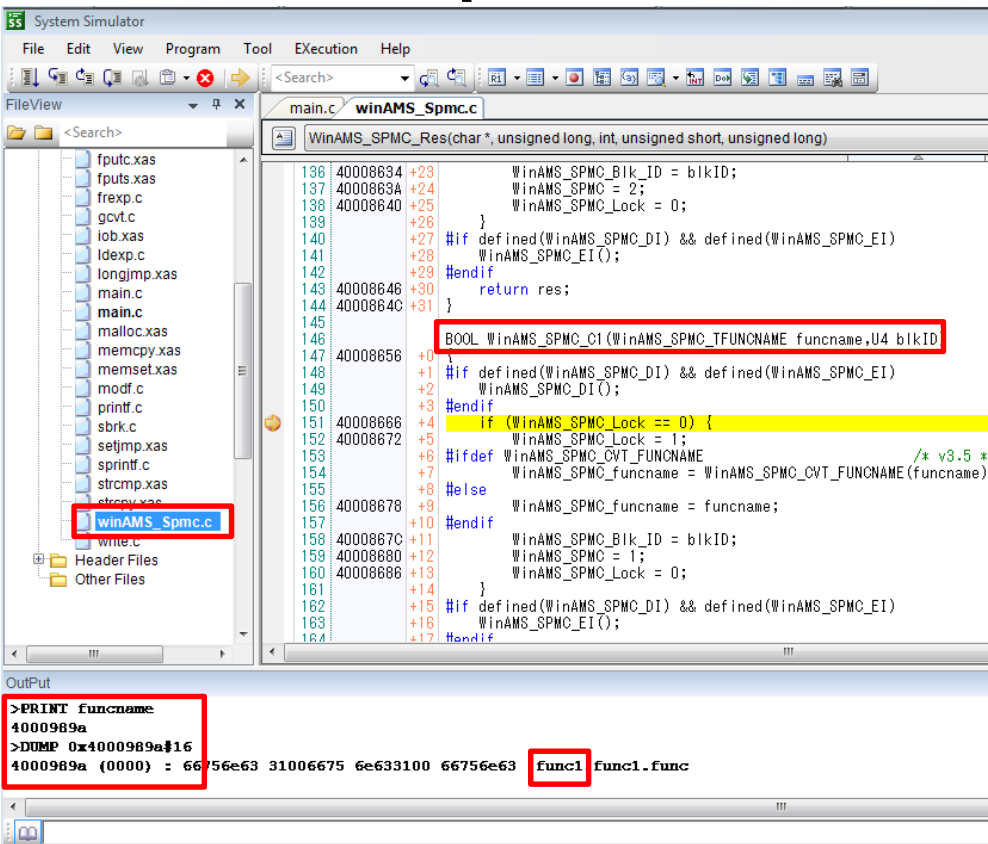 System Simulator
File Edit View Program Tool EXecution Help
<Search>
FileView
<Search>
fputc.xas
fputs.xas
frexp.c
gcvt.c
iob.xas
ldexp.c
longjmp.xas
main.c
main.c
malloc.xas
memcpy.xas
memset.xas
modf.c
printf.c
sbrk.c
setjmp.xas
sprintf.c
strcmp.xas
strcpy.xas
winAMS_Spmc.c
write.c
Header Files
Other Files
main.c winAMS_Spmc.c
WinAMS_SPMC_Res(char *, unsigned long, int, unsigned short, unsigned long)
136 40008634 +23 WinAMS_SPMC_Blk_ID = blkID;
137 4000863A +24 WinAMS_SPMC = 2;
138 40008640 +25 WinAMS_SPMC_Lock = 0;
139 +26 }
140 +27 #if defined(WinAMS_SPMC_DI) && defined(WinAMS_SPMC_EI)
141 +28 WinAMS_SPMC_EI();
142 +29 #endif
143 40008646 +30 return res;
144 4000864C +31 }
145
146 BOOL WinAMS_SPMC_C1(WinAMS_SPMC_TFUNCNAME funcname,U4 blkID)
147 40008656 +0 {
148 +1 #if defined(WinAMS_SPMC_DI) && defined(WinAMS_SPMC_EI)
149 +2 WinAMS_SPMC_DI();
150 +3 #endif
151 40008666 +4 if (WinAMS_SPMC_Lock == 0) {
152 40008672 +5 WinAMS_SPMC_Lock = 1;
153 +6 #ifdef WinAMS_SPMC_CVT_FUNCNAME /* v3.5 *
154 +7 WinAMS_SPMC_funcname = WinAMS_SPMC_CVT_FUNCNAME(funcname)
155 +8 #else
156 40008678 +9 WinAMS_SPMC_funcname = funcname;
157 +10 #endif
158 4000867C +11 WinAMS_SPMC_Blk_ID = blkID;
159 40008680 +12 WinAMS_SPMC = 1;
160 40008686 +13 WinAMS_SPMC_Lock = 0;
161 +14 }
162 +15 #if defined(WinAMS_SPMC_DI) && defined(WinAMS_SPMC_EI)
163 +16 WinAMS_SPMC_EI();
164 +17 #endif
OutPut
>PRINT funcname
4000989a
>DUMP 0x4000989a#16
4000989a (0000) : 66756e63 31006675 6e633100 66756e63 func1 func1.func